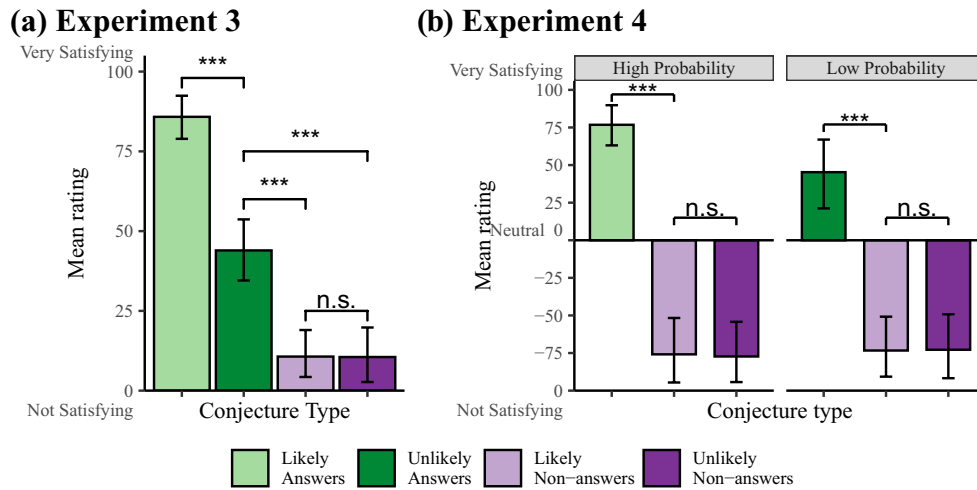 (a) Experiment 3
Very Satisfying
100
75
50
25
0
Not Satisfying
Mean rating
***
***
***
n.s.
Conjecture Type
(b) Experiment 4
Very Satisfying
High Probability
Low Probability
100
75
50
25
Neutral 0
−25
−50
−75
0
Not Satisfying
Mean rating
***
n.s.
***
n.s.
Conjecture type
Likely
Answers
Unlikely
Answers
Likely
Non−answers
Unlikely
Non−answers